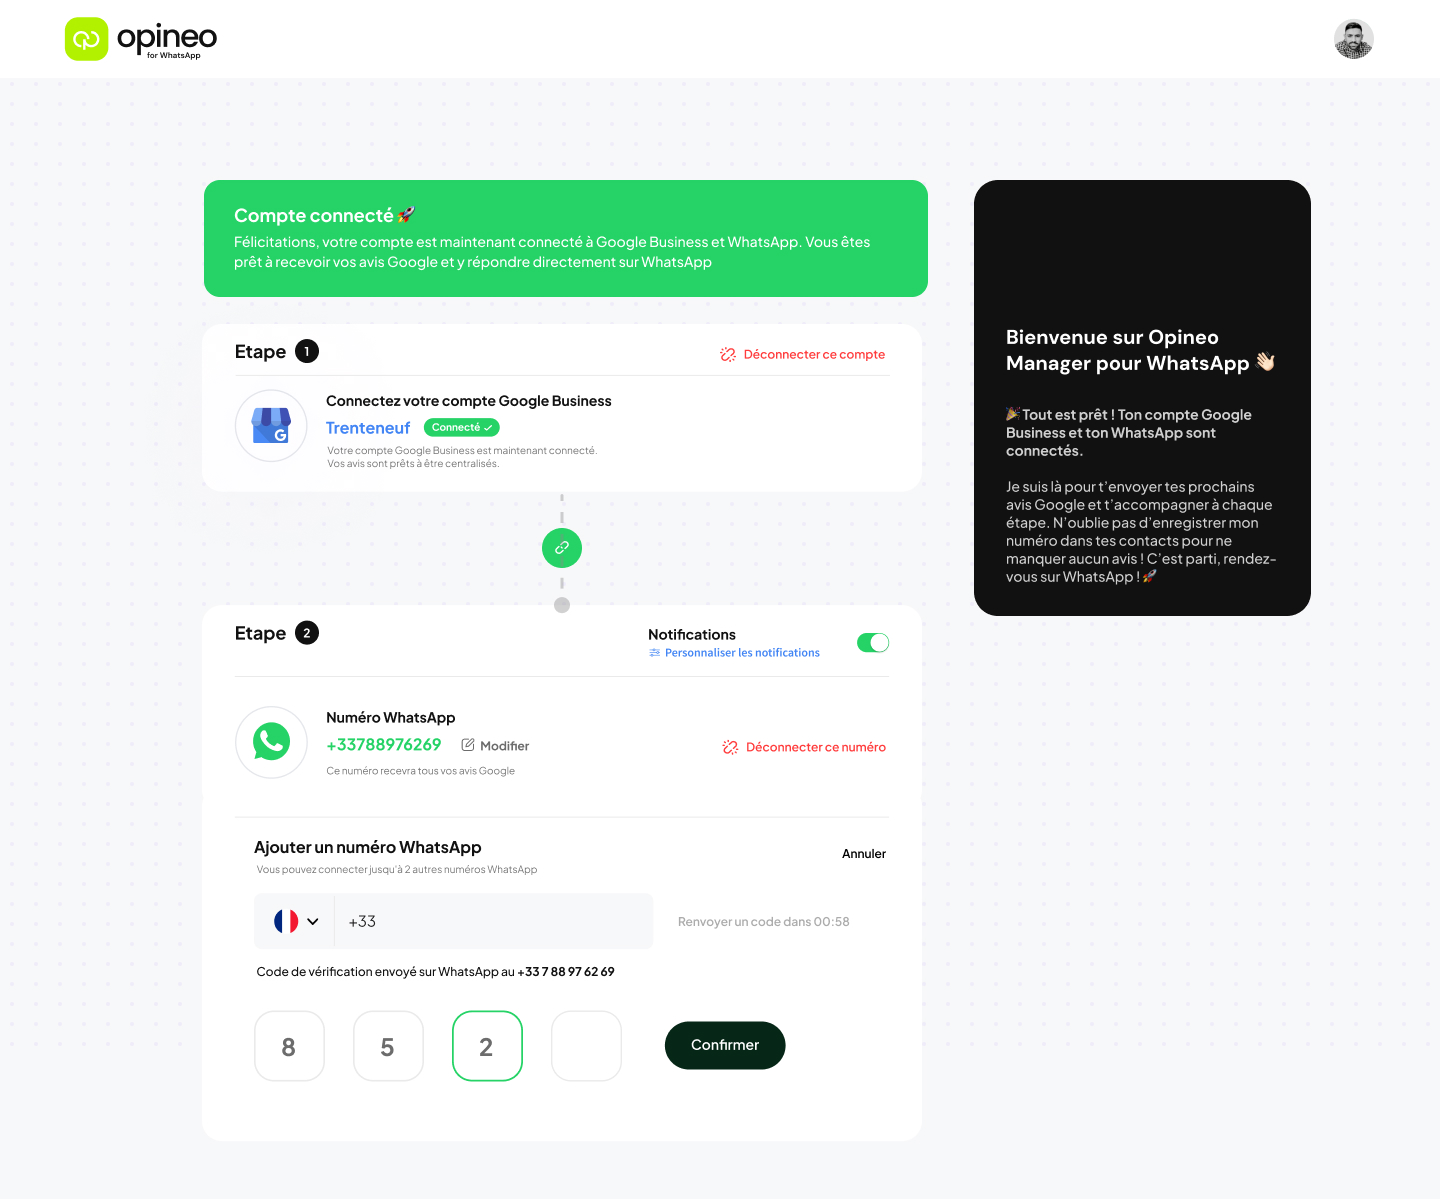 opineo
for WhatsApp
Compte connecté 🚀
Félicitations, votre compte est maintenant connecté à Google Business et WhatsApp. Vous êtes
prêt à recevoir vos avis Google et y répondre directement sur WhatsApp
Etape 1
Déconnecter ce compte
Connectez votre compte Google Business
Trenteneuf
Connecté ✓
Votre compte Google Business est maintenant connecté.
Vos avis sont prêts à être centralisés.
G
Etape 2
Notifications
Personnaliser les notifications
Numéro WhatsApp
+33788976269
Modifier
Ce numéro recevra tous vos avis Google
Déconnecter ce numéro
Ajouter un numéro WhatsApp
Vous pouvez connecter jusqu'à 2 autres numéros WhatsApp
Annuler
+33
Renvoyer un code dans 00:58
Code de vérification envoyé sur WhatsApp au +33 7 88 97 62 69
8 5 2
Confirmer
Bienvenue sur Opineo
Manager pour WhatsApp 👋🏻
🎉Tout est prêt ! Ton compte Google
Business et ton WhatsApp sont
connectés.
Je suis là pour t’envoyer tes prochains
avis Google et t’accompagner à chaque
étape. N’oublie pas d’enregistrer mon
numéro dans tes contacts pour ne
manquer aucun avis ! C’est parti, rendez-
vous sur WhatsApp ! 🚀